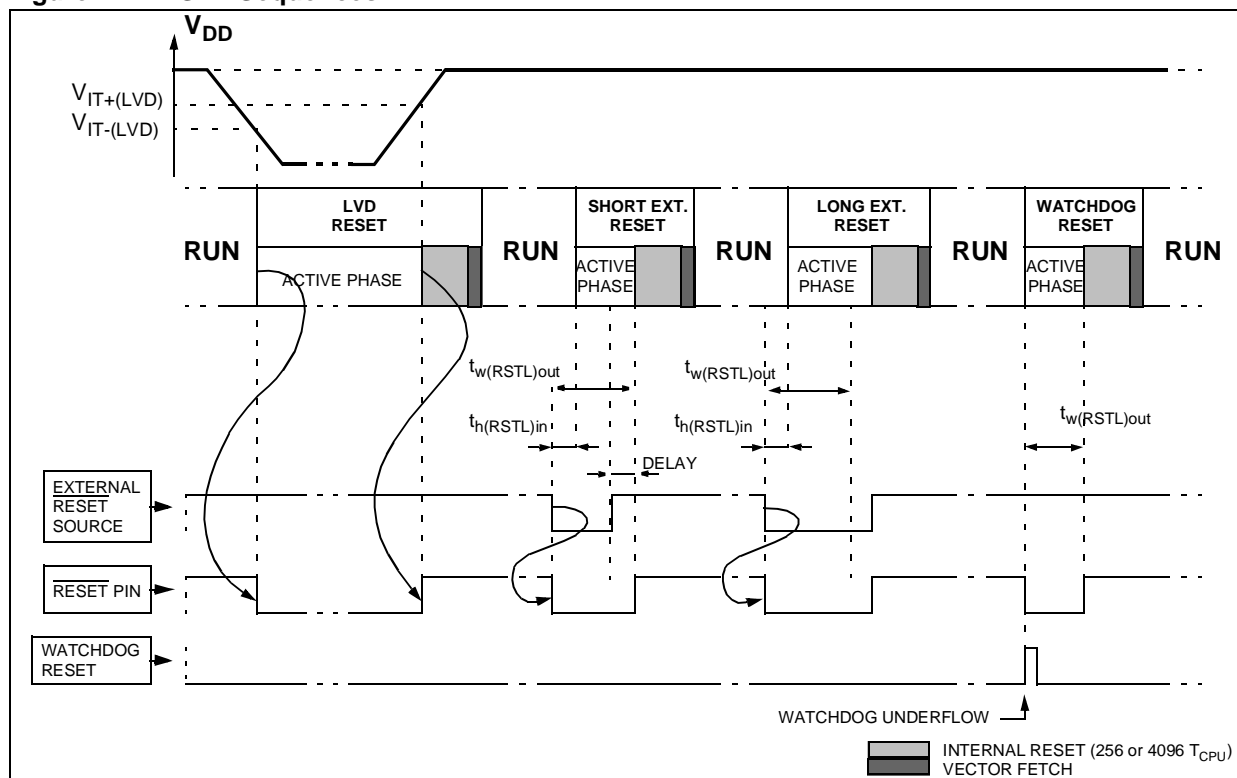 V_DD
V_IT+(LVD)
V_IT-(LVD)
LVD
RESET
SHORT EXT.
RESET
LONG EXT.
RESET
WATCHDOG
RESET
RUN
RUN
RUN
RUN
RUN
ACTIVE PHASE
ACTIVE
PHASE
ACTIVE
PHASE
ACTIVE
PHASE
t_w(RSTL)out
t_w(RSTL)out
t_h(RSTL)in
t_h(RSTL)in
t_w(RSTL)out
DELAY
EXTERNAL
RESET
SOURCE
RESET PIN
WATCHDOG
RESET
WATCHDOG UNDERFLOW
INTERNAL RESET (256 or 4096 T_CPU)
VECTOR FETCH